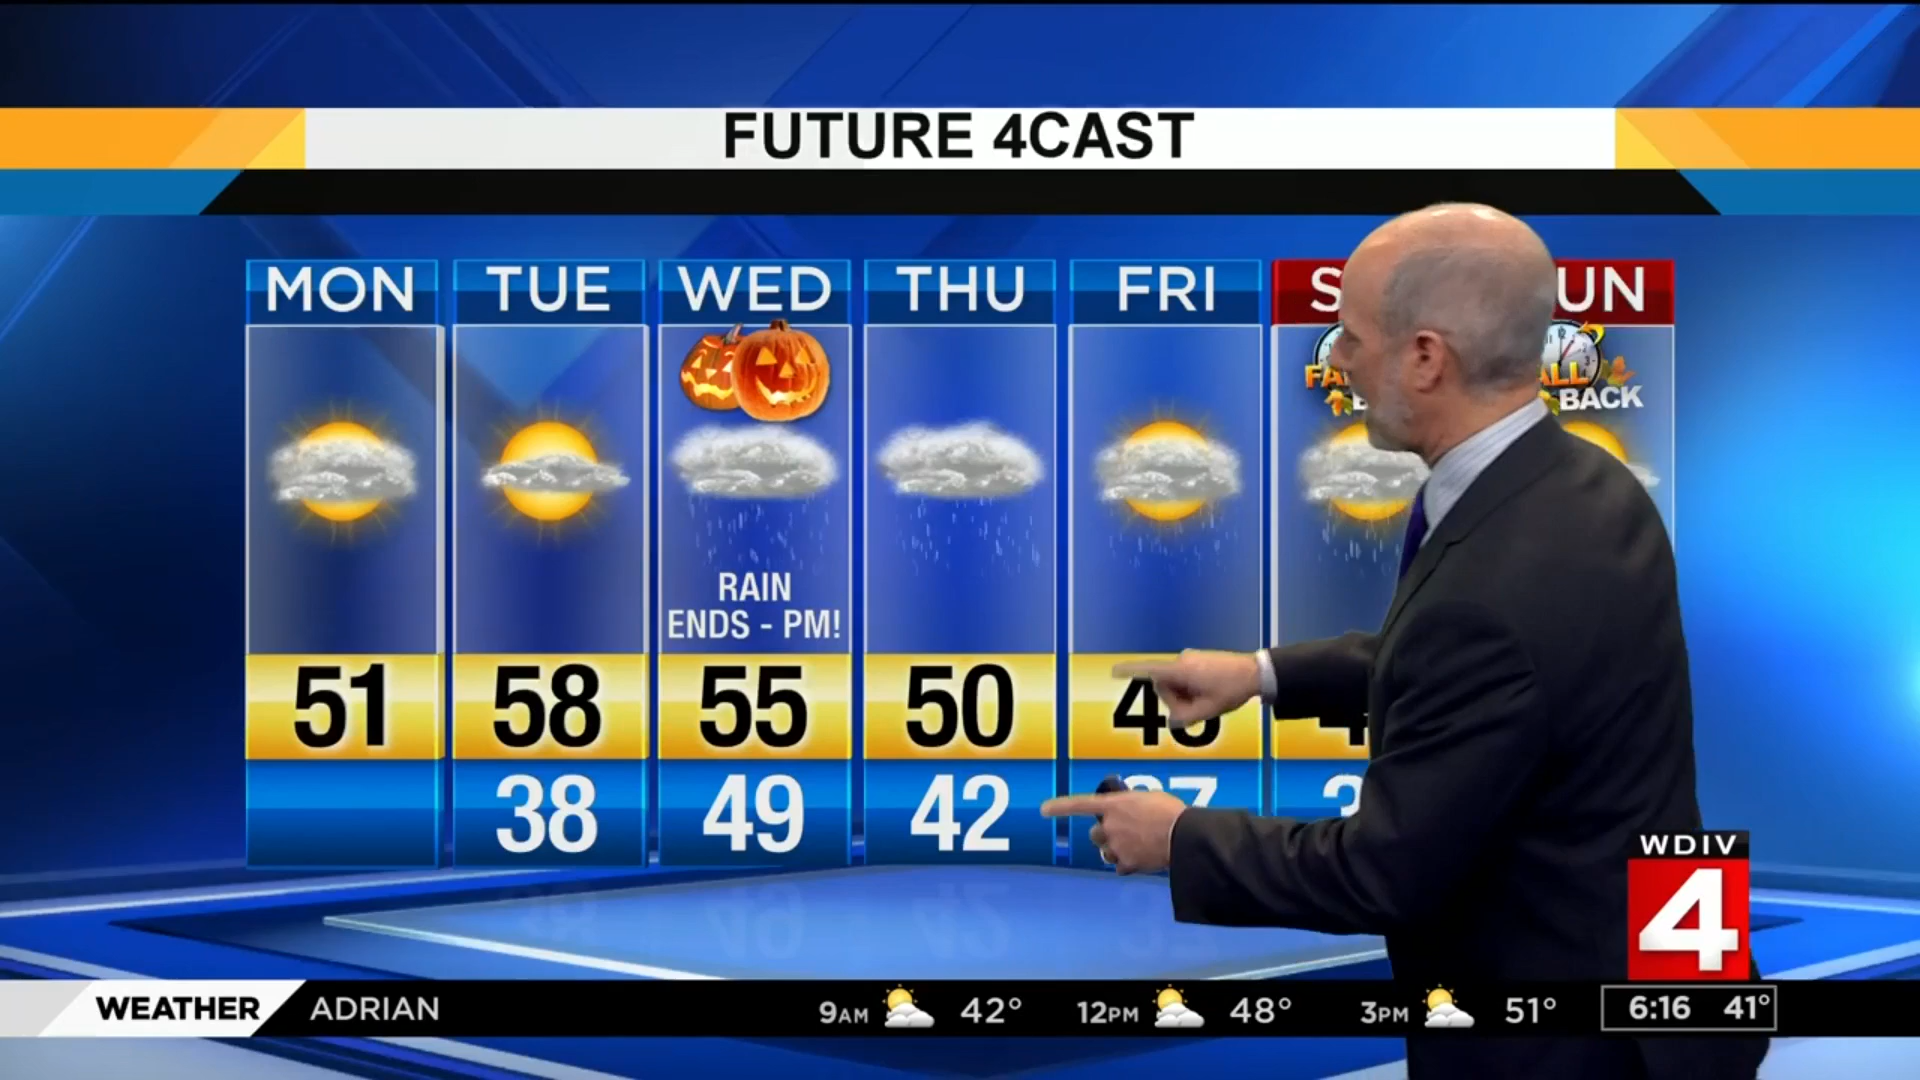 FUTURE 4CAST
MON TUE WED THU FRI UN
BACK
RAIN
ENDS - PM!
51 58 55 50
38 49 42
WDIV
4
WEATHER ADRIAN 9AM 42° 12PM 48° 3PM 51° 6:16 41°